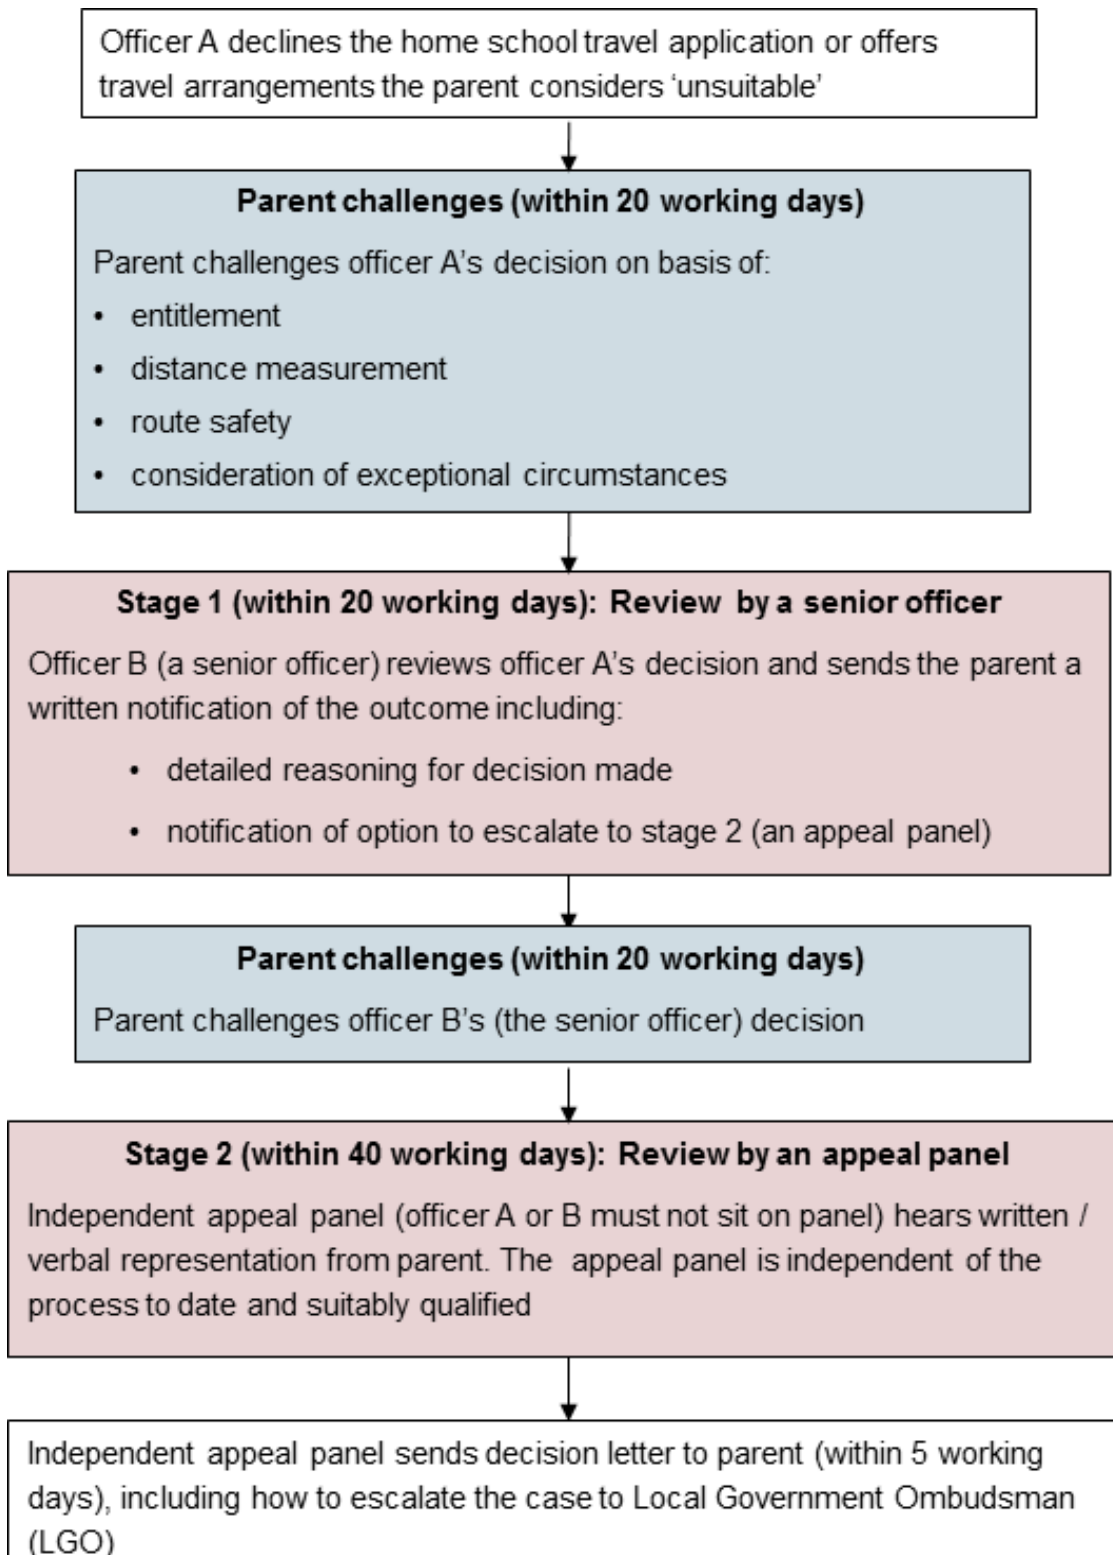 Officer A declines the home school travel application or offers
travel arrangements the parent considers ‘unsuitable’
Parent challenges (within 20 working days)
Parent challenges officer A’s decision on basis of:
• entitlement
• distance measurement
• route safety
• consideration of exceptional circumstances
Stage 1 (within 20 working days): Review by a senior officer
Officer B (a senior officer) reviews officer A’s decision and sends the parent a
written notification of the outcome including:
• detailed reasoning for decision made
• notification of option to escalate to stage 2 (an appeal panel)
Parent challenges (within 20 working days)
Parent challenges officer B’s (the senior officer) decision
Stage 2 (within 40 working days): Review by an appeal panel
Independent appeal panel (officer A or B must not sit on panel) hears written /
verbal representation from parent. The appeal panel is independent of the
process to date and suitably qualified
Independent appeal panel sends decision letter to parent (within 5 working
days), including how to escalate the case to Local Government Ombudsman
(LGO)